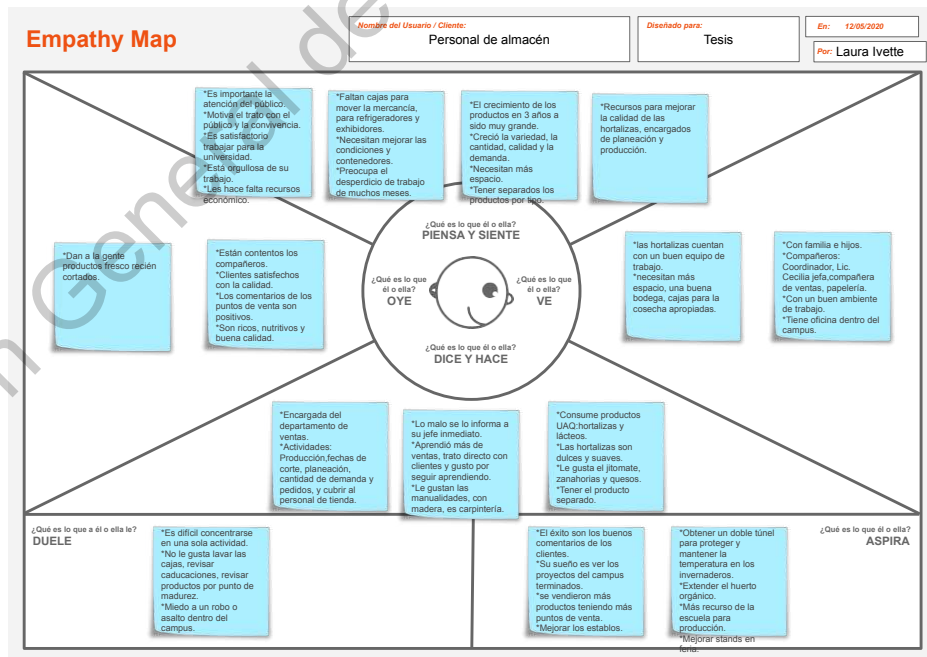 Empathy Map
Nombre del Usuario / Cliente:
Personal de almacén
Diseñado para:
Tesis
En: 12/05/2020
Por: Laura Ivette
*Es importante la
atención del público.
*Motiva el trato con el
público y la convivencia.
*Es satisfactorio
trabajar para la
universidad.
*Está orgullosa de su
trabajo.
*Les hace falta recursos
económico.
*Faltan cajas para
mover la mercancía,
para refrigeradores y
exhibidores.
*Necesitan mejorar las
condiciones y
contenedores.
*Preocupa el
desperdicio de trabajo
de muchos meses.
*El crecimiento de los
productos en 3 años a
sido muy grande.
*Creció la variedad, la
cantidad, calidad y la
demanda.
*Necesitan más
espacio.
*Tener separados los
productos por tipo.
*Recursos para mejorar
la calidad de las
hortalizas, encargados
de planeación y
producción.
¿Qué es lo que él o ella?
PIENSA Y SIENTE
*Dan a la gente
productos fresco recién
cortados.
*Están contentos los
compañeros.
*Clientes satisfechos
con la calidad.
*Los comentarios de los
puntos de venta son
positivos.
*Son ricos, nutritivos y
buena calidad.
¿Qué es lo que
él o ella?
OYE
¿Qué es lo que
él o ella?
VE
*las hortalizas cuentan
con un buen equipo de
trabajo.
*necesitan más
espacio, una buena
bodega, cajas para la
cosecha apropiadas.
*Con familia e hijos.
*Compañeros:
Coordinador, Lic.
Cecilia jefa,compañera
de ventas, papelería.
*Con un buen ambiente
de trabajo.
*Tiene oficina dentro del
campus.
¿Qué es lo que él o ella?
DICE Y HACE
*Encargada del
departamento de
ventas.
*Actividades:
Producción,fechas de
corte, planeación,
cantidad de demanda y
pedidos, y cubrir al
personal de tienda.
*Lo malo se lo informa a
su jefe inmediato.
*Aprendió más de
ventas, trato directo con
clientes y gusto por
seguir aprendiendo.
*Le gustan las
manualidades, con
madera, es carpintería.
*Consume productos
UAQ:hortalizas y
lácteos.
*Las hortalizas son
dulces y suaves.
*Le gusta el jitomate,
zanahorias y quesos.
*Tener el producto
separado.
¿Qué es lo que a él o ella le?
DUELE
*Es difícil concentrarse
en una sola actividad.
*No le gusta lavar las
cajas, revisar
caducaciones, revisar
productos por punto de
madurez.
*Miedo a un robo o
asalto dentro del
campus.
*El éxito son los buenos
comentarios de los
clientes.
*Su sueño es ver los
proyectos del campus
terminados.
*se vendieron más
productos teniendo más
puntos de venta.
*Mejorar los establos.
*Obtener un doble túnel
para proteger y
mantener la
temperatura en los
invernaderos.
*Extender el huerto
orgánico.
*Más recurso de la
escuela para
producción.
*Mejorar stands en
feria.
¿Qué es lo que él o ella?
ASPIRA
General de